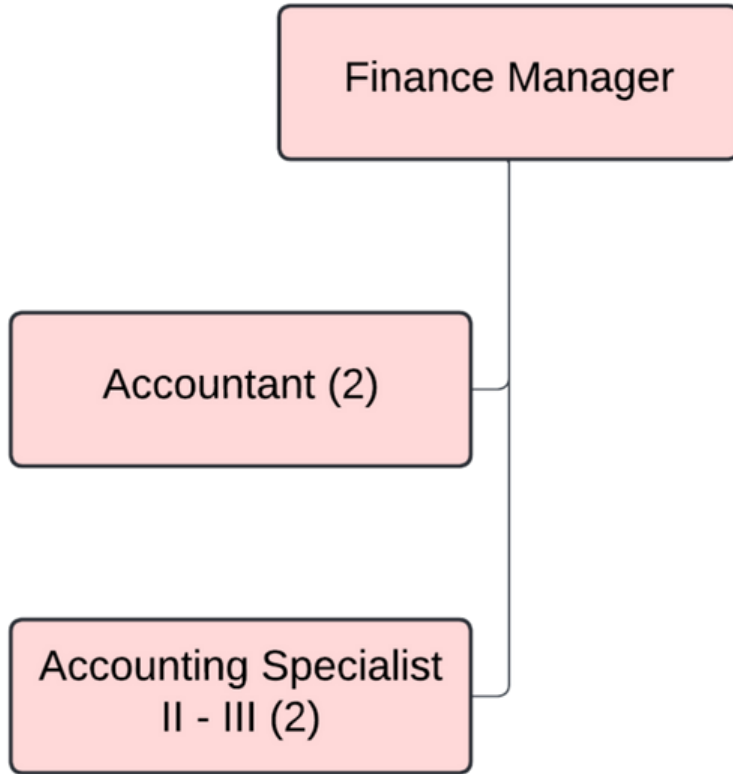 Finance Manager
Accountant (2)
Accounting Specialist
II - III (2)